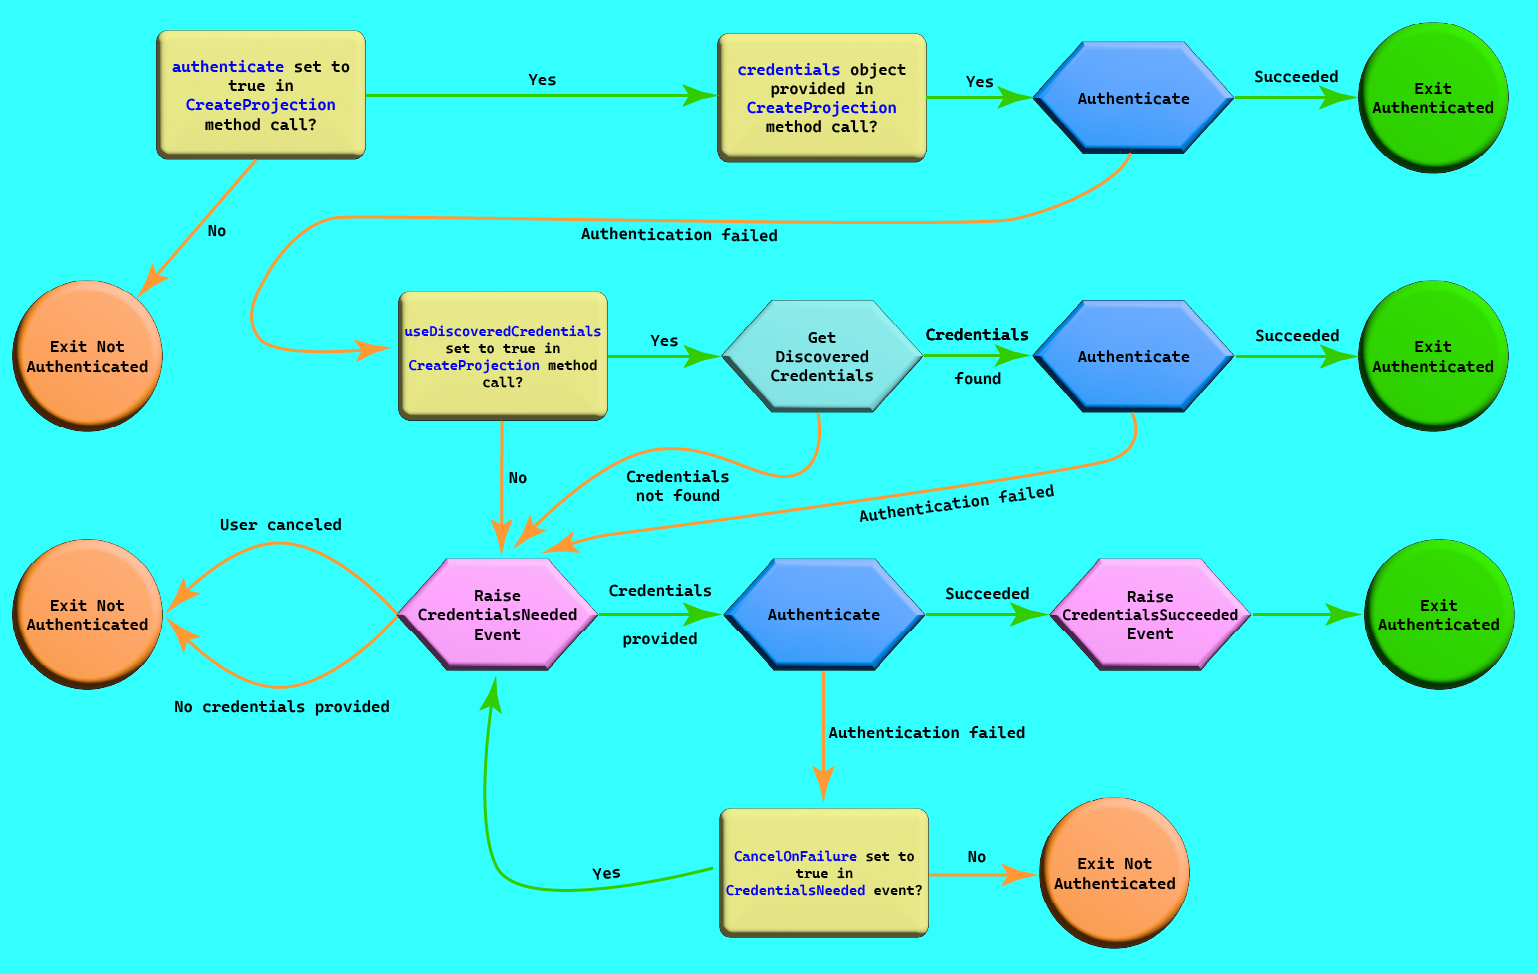 authenticate set to
true in
CreateProjection
method call?
Yes
credentials object
provided in
CreateProjection
method call?
Yes
Authenticate
Succeeded
Exit
Authenticated
No
Authentication failed
Exit Not
Authenticated
useDiscoveredCredentials
set to true in
CreateProjection method
call?
Yes
Get
Discovered
Credentials
Credentials
found
Authenticate
Succeeded
Exit
Authenticated
No
Credentials
not found
Authentication failed
User canceled
Exit Not
Authenticated
No credentials provided
Raise
CredentialsNeeded
Event
Credentials
provided
Authenticate
Succeeded
Raise
CredentialsSucceeded
Event
Exit
Authenticated
Authentication failed
Yes
CancelOnFailure set to
true in
CredentialsNeeded event?
No
Exit Not
Authenticated